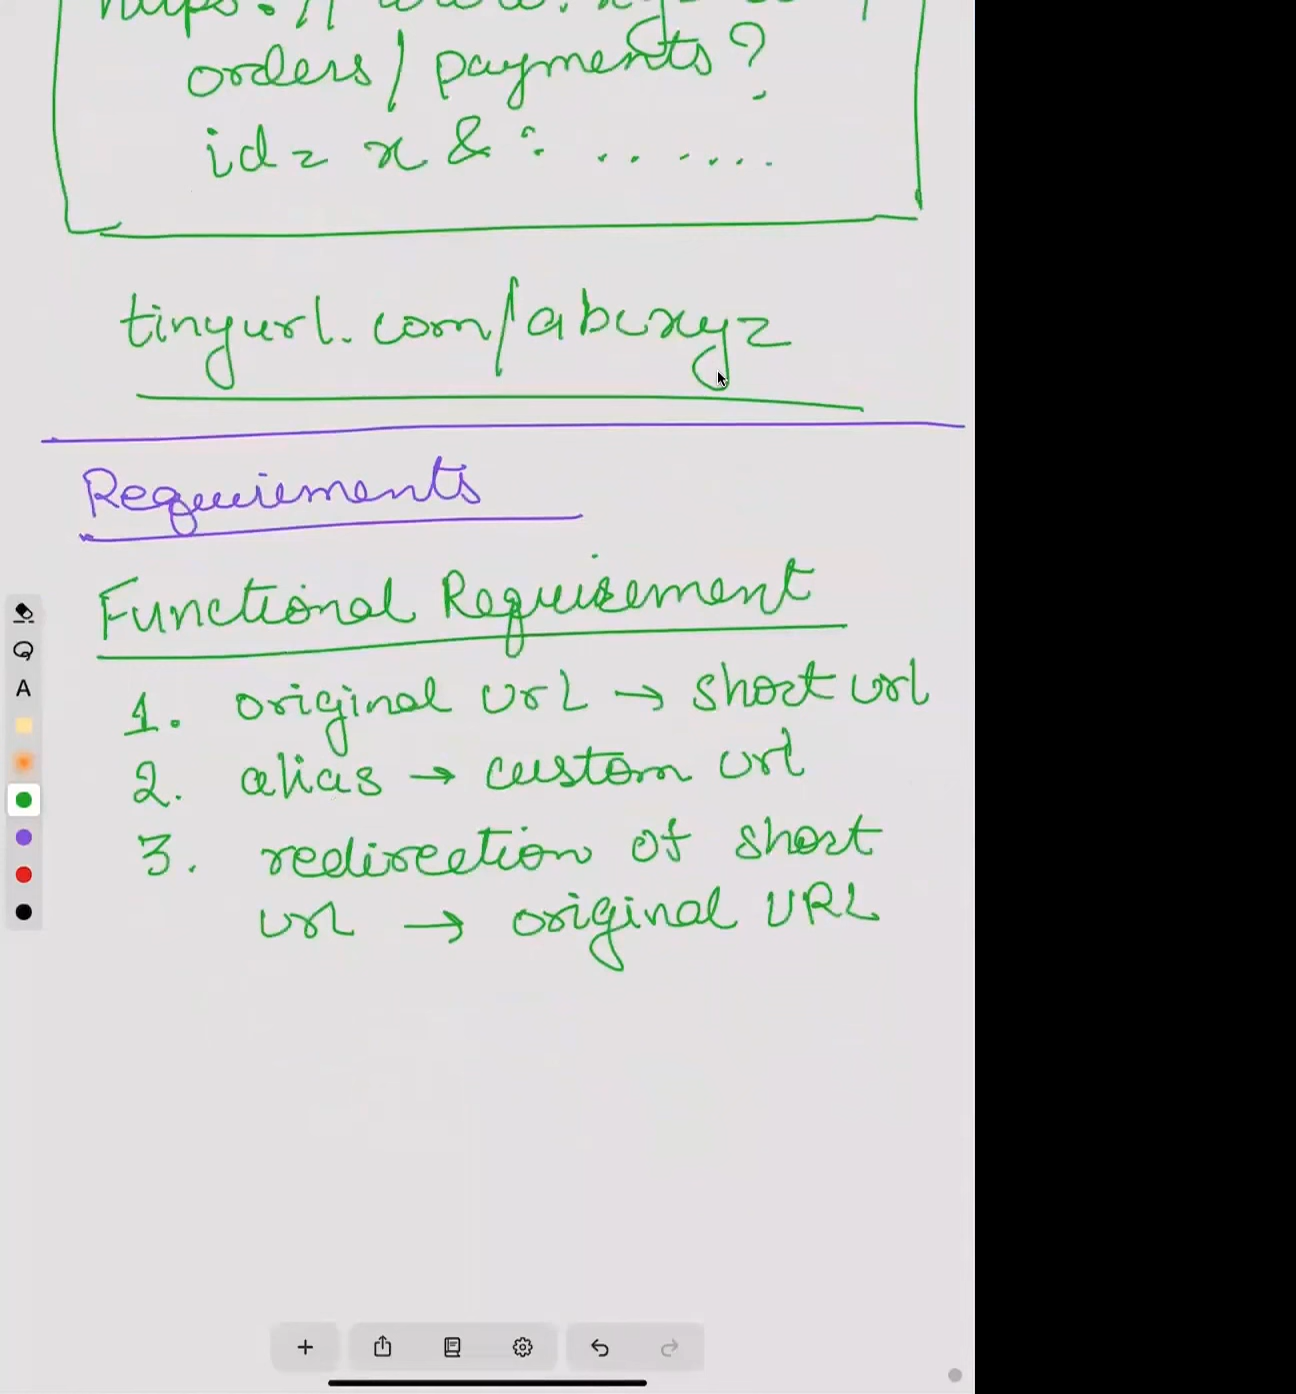 orders/payments?
id= x & : .. .....
tinyurl.com/abcxyz
Requirements
Functional Requirement
1. original Url → short url
2. alias → custom url
3. redirection of short
url → original URL
A